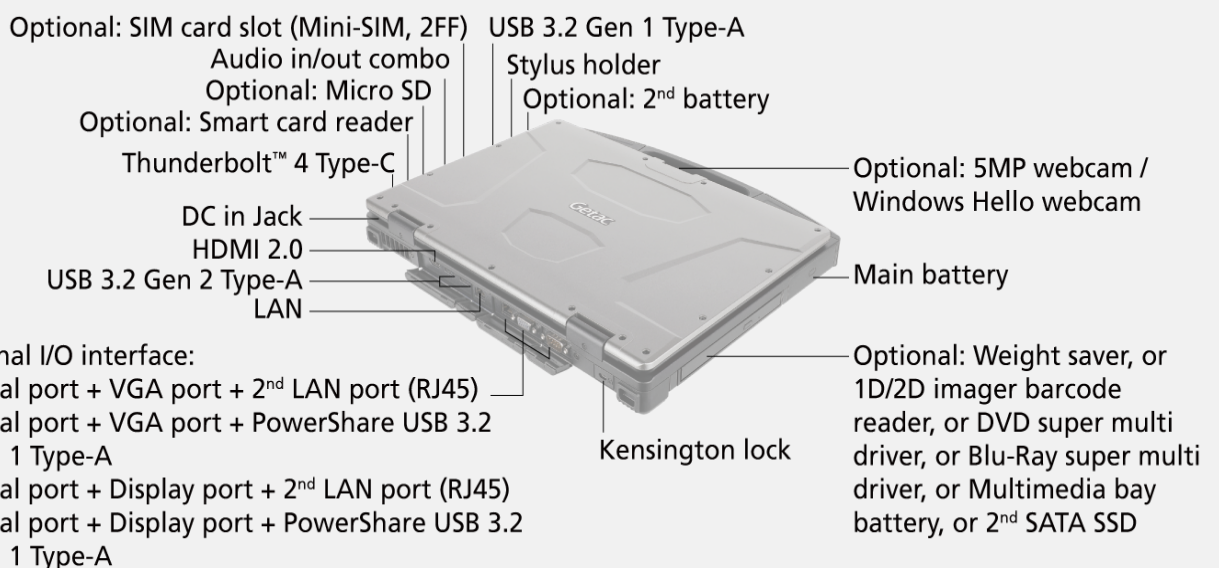 Optional: SIM card slot (Mini-SIM, 2FF)
USB 3.2 Gen 1 Type-A
Audio in/out combo
Stylus holder
Optional: Micro SD
Optional: 2nd battery
Optional: Smart card reader
Thunderbolt™ 4 Type-C
Optional: 5MP webcam /
Windows Hello webcam
DC in Jack
HDMI 2.0
USB 3.2 Gen 2 Type-A
LAN
Getac
Main battery
nal I/O interface:
al port + VGA port + 2nd LAN port (RJ45)
al port + VGA port + PowerShare USB 3.2
1 Type-A
al port + Display port + 2nd LAN port (RJ45)
al port + Display port + PowerShare USB 3.2
1 Type-A
Kensington lock
Optional: Weight saver, or
1D/2D imager barcode
reader, or DVD super multi
driver, or Blu-Ray super multi
driver, or Multimedia bay
battery, or 2nd SATA SSD